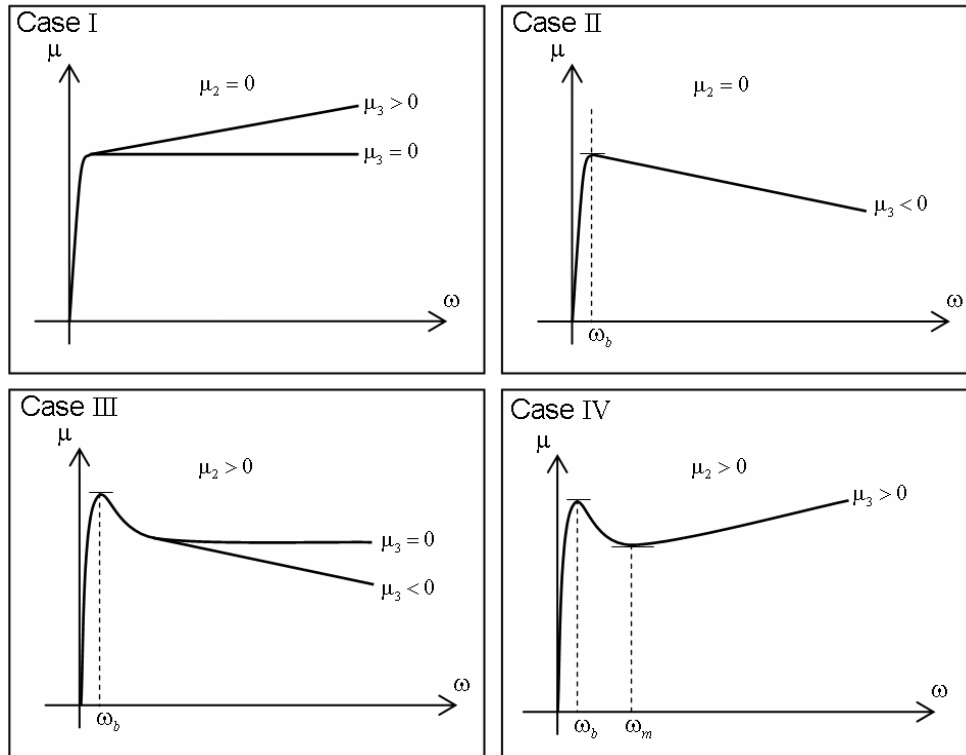 Case I
μ
μ₂ = 0
μ₃ > 0
μ₃ = 0
ω
Case II
μ
μ₂ = 0
μ₃ < 0
ω
ω_b
Case III
μ
μ₂ > 0
μ₃ = 0
μ₃ < 0
ω
ω_b
Case IV
μ
μ₂ > 0
μ₃ > 0
ω
ω_b
ω_m